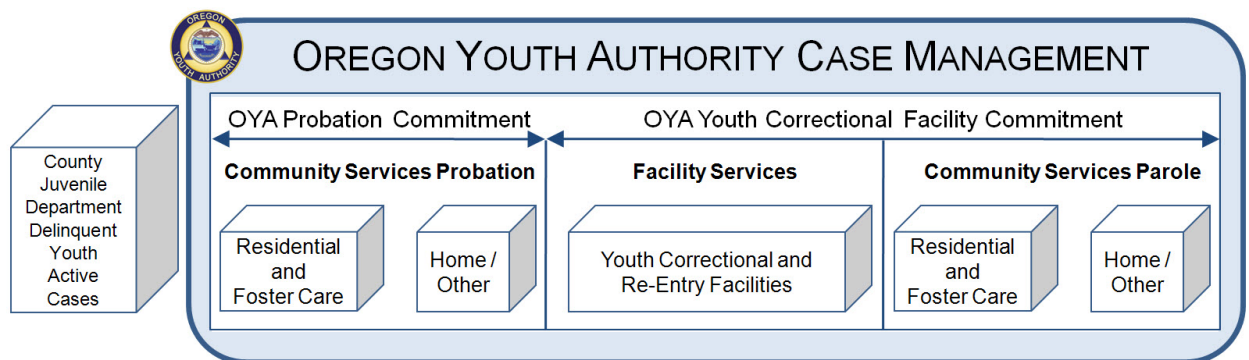 OREGON
YOUTH AUTHORITY
OREGON YOUTH AUTHORITY CASE MANAGEMENT
County
Juvenile
Department
Delinquent
Youth
Active
Cases
OYA Probation Commitment
OYA Youth Correctional Facility Commitment
Community Services Probation
Facility Services
Community Services Parole
Residential
and
Foster Care
Home /
Other
Youth Correctional and
Re-Entry Facilities
Residential
and
Foster Care
Home /
Other